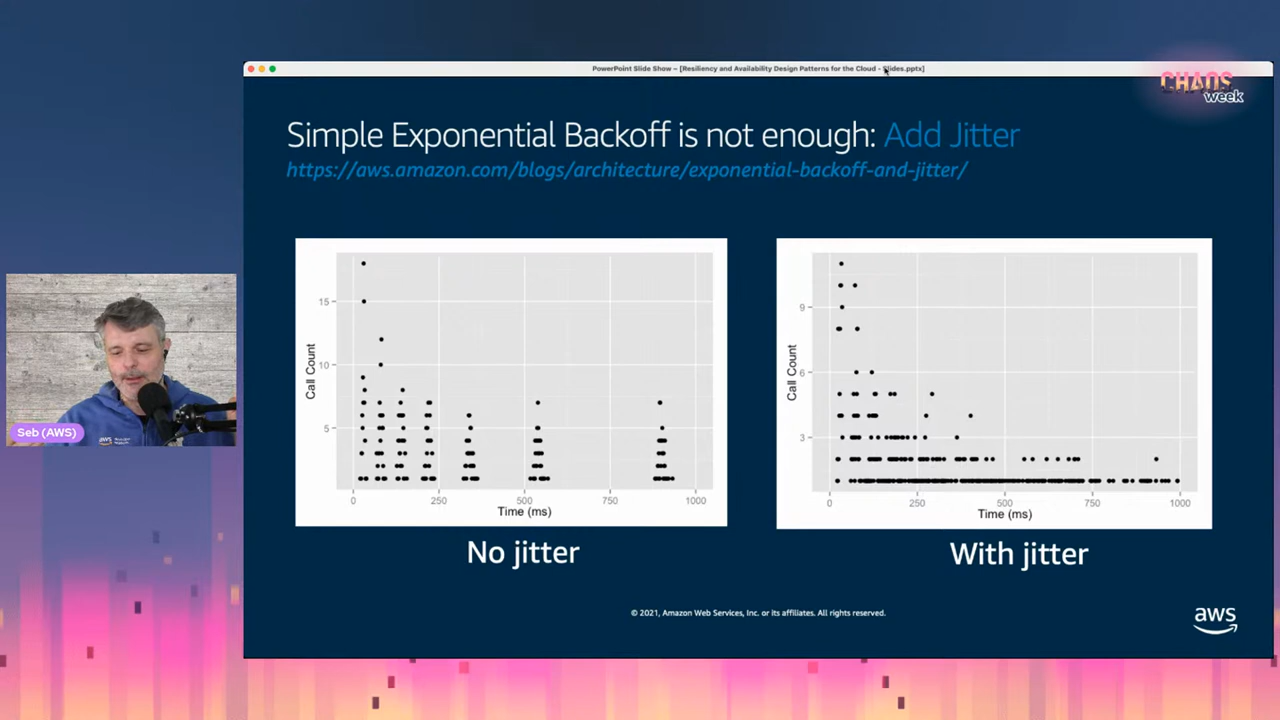 PowerPoint Slide Show – [Resiliency and Availability Design Patterns for the Cloud - Slides.pptx]
CHAOS
week
Simple Exponential Backoff is not enough: Add Jitter
https://aws.amazon.com/blogs/architecture/exponential-backoff-and-jitter/
15
10
5
Call Count
0
250
500
750
1000
Time (ms)
No jitter
9
6
3
Call Count
0
250
500
750
1000
Time (ms)
With jitter
Seb (AWS)
aws
© 2021, Amazon Web Services, Inc. or its affiliates. All rights reserved.
aws